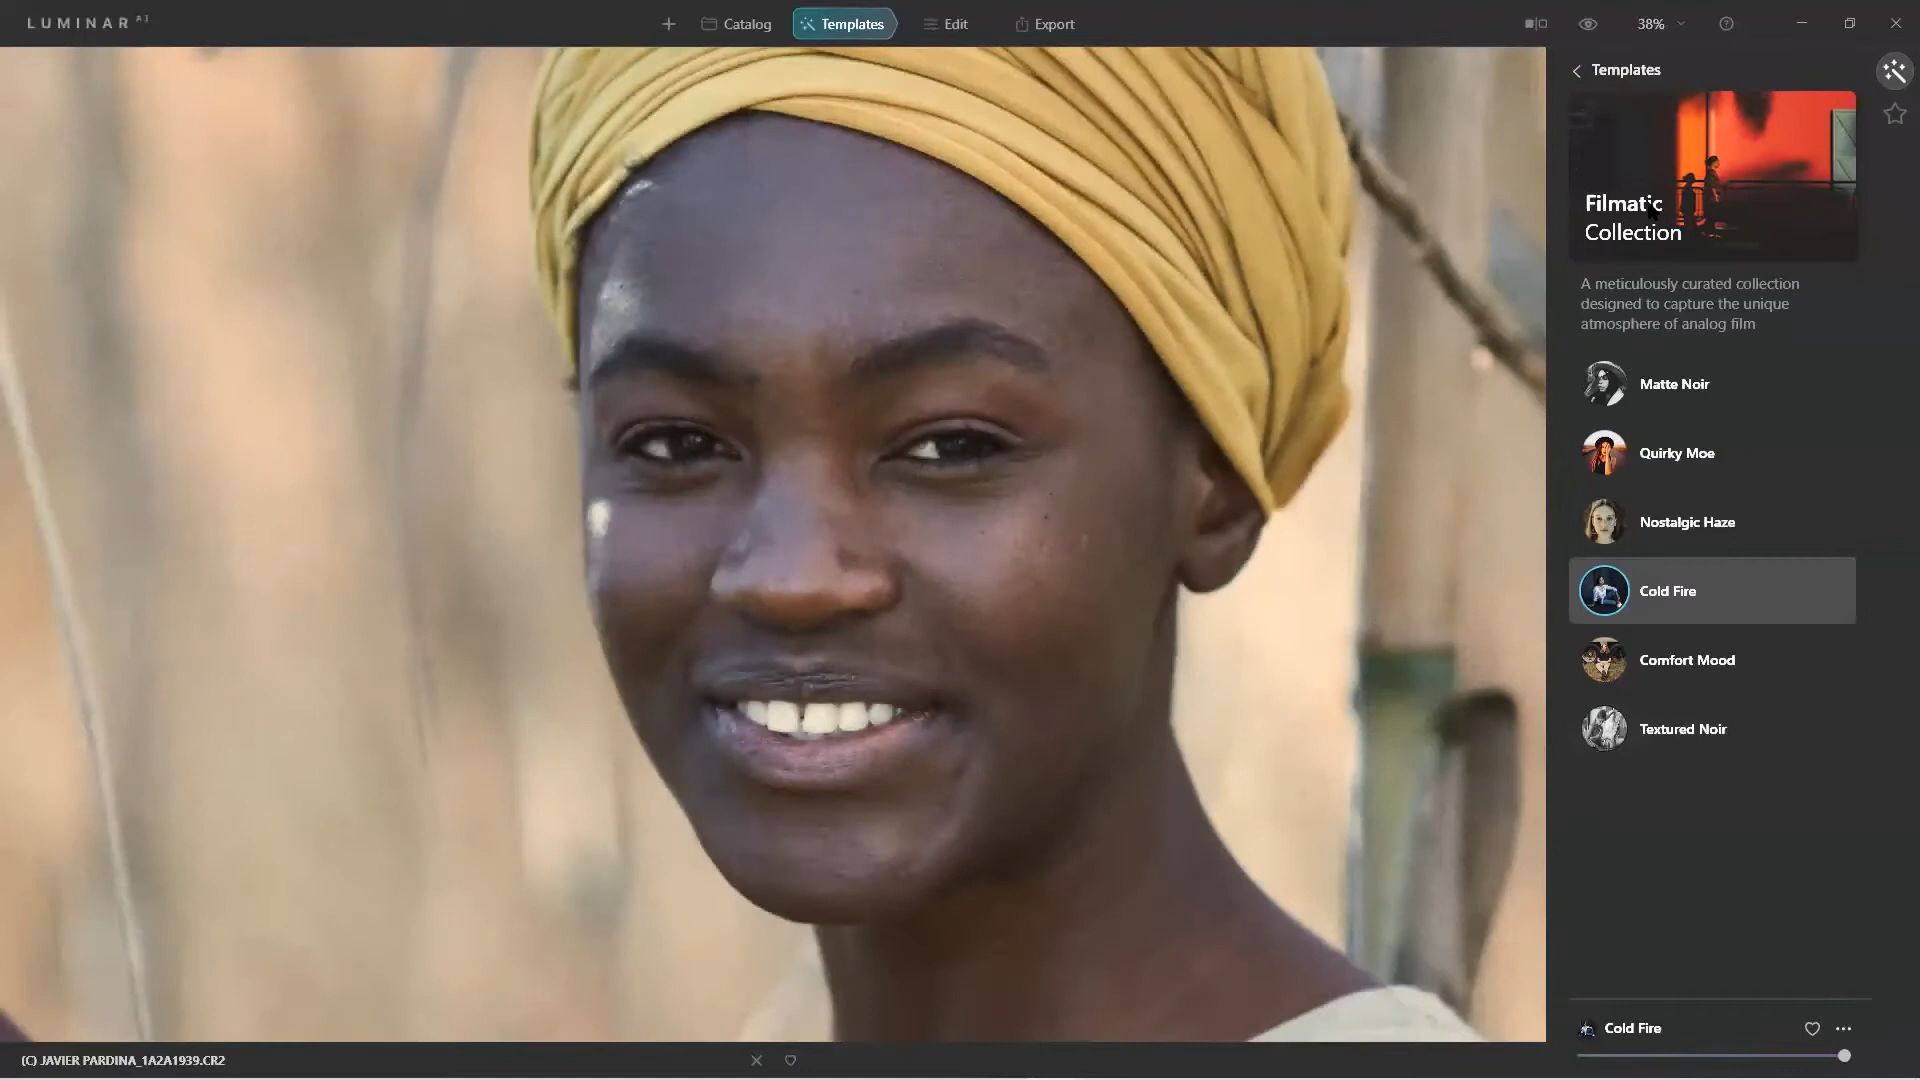 LUMINAR AI
Catalog
Templates
Edit
Export
38%
Templates
Filmatic
Collection
A meticulously curated collection
designed to capture the unique
atmosphere of analog film
Matte Noir
Quirky Moe
Nostalgic Haze
Cold Fire
Comfort Mood
Textured Noir
Cold Fire
(C) JAVIER PARDINA_1A2A1939.CR2